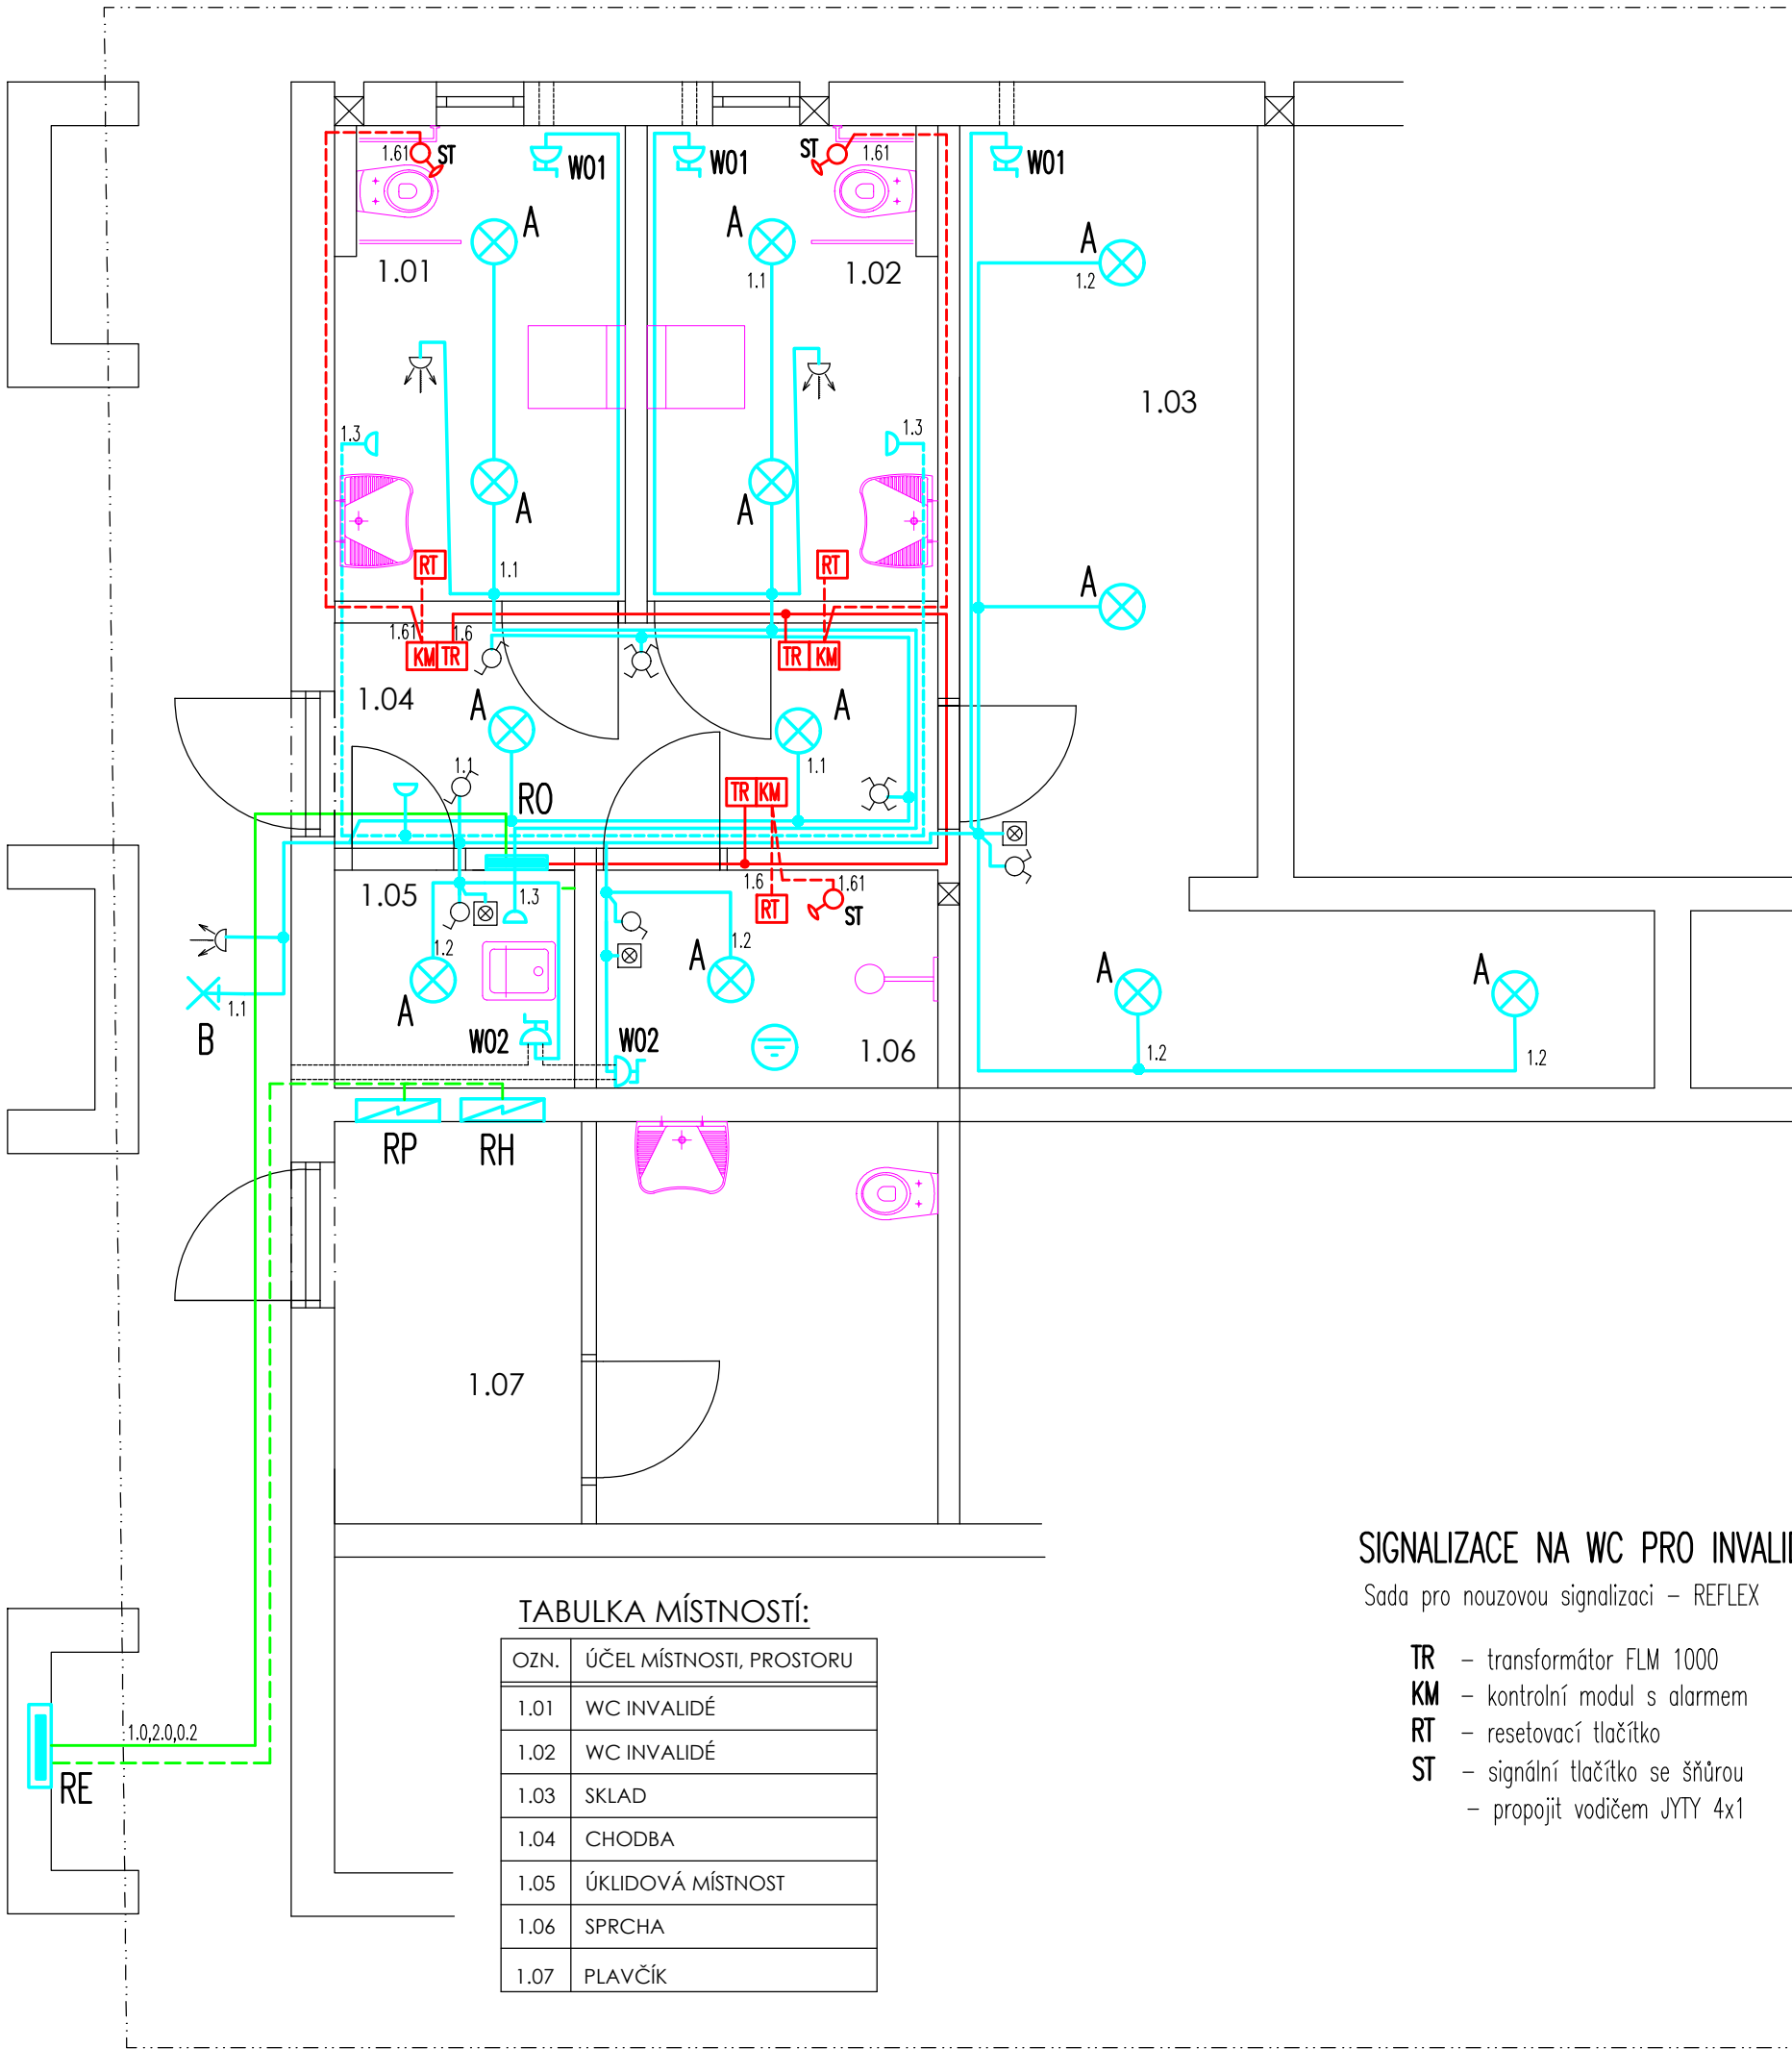 1.61 ST
W01
W01
ST 1.61
W01
A
A
A
1.01
1.1
1.02
1.2
1.03
1.3
1.3
A
A
RT
1.1
RT
A
1.61
1.6
KM TR
TR KM
1.04
A
A
1.1
1.1
R0
TR KM
1.05
1.3
1.6
1.61
RT
ST
1.2
A
1.2
A
A
A
1.1
B
W02
W02
1.06
1.2
1.2
RP
RH
1.07
1.0,2.0,0.2
RE
SIGNALIZACE NA WC PRO
Sada pro nouzovou signalizaci – REFLEX
TR – transformátor FLM 1000
KM – kontrolní modul s alarmem
RT – resetovací tlačítko
ST – signální tlačítko se šňůrou
– propojit vodičem JYTY 4x1
TABULKA MÍSTNOSTÍ:
OZN. ÚČEL MÍSTNOSTI, PROSTORU
1.01 WC INVALIDÉ
1.02 WC INVALIDÉ
1.03 SKLAD
1.04 CHODBA
1.05 ÚKLIDOVÁ MÍSTNOST
1.06 SPRCHA
1.07 PLAVČÍK